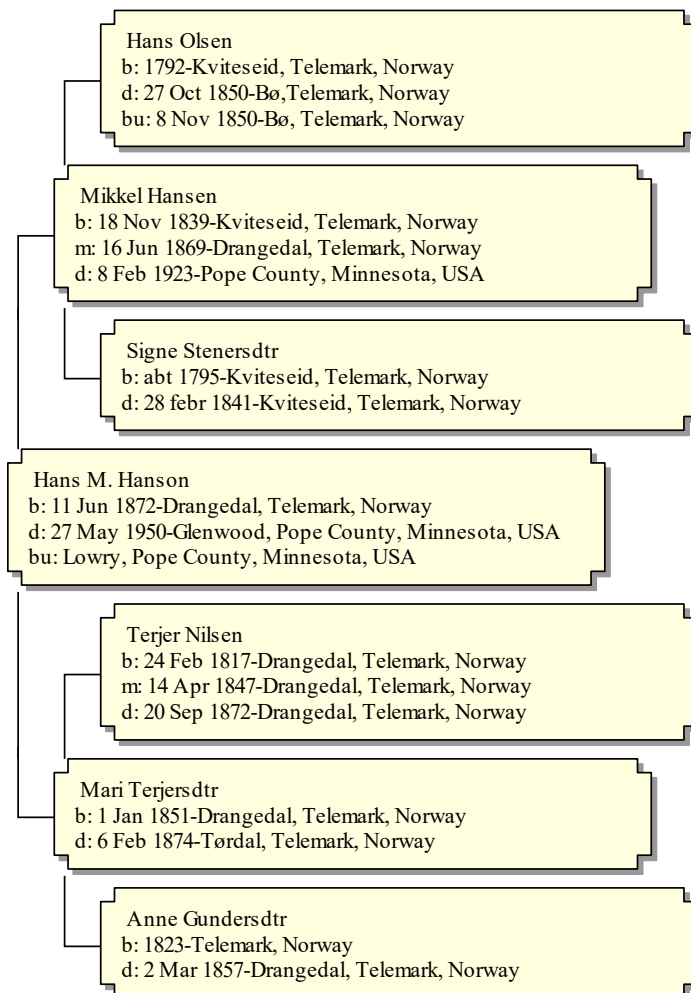 Hans Olsen
b: 1792-Kviteseid, Telemark, Norway
d: 27 Oct 1850-Bø,Telemark, Norway
bu: 8 Nov 1850-Bø, Telemark, Norway
Mikkel Hansen
b: 18 Nov 1839-Kviteseid, Telemark, Norway
m: 16 Jun 1869-Drangedal, Telemark, Norway
d: 8 Feb 1923-Pope County, Minnesota, USA
Signe Stenersdtr
b: abt 1795-Kviteseid, Telemark, Norway
d: 28 febr 1841-Kviteseid, Telemark, Norway
Hans M. Hanson
b: 11 Jun 1872-Drangedal, Telemark, Norway
d: 27 May 1950-Glenwood, Pope County, Minnesota, USA
bu: Lowry, Pope County, Minnesota, USA
Terjer Nilsen
b: 24 Feb 1817-Drangedal, Telemark, Norway
m: 14 Apr 1847-Drangedal, Telemark, Norway
d: 20 Sep 1872-Drangedal, Telemark, Norway
Mari Terjersdtr
b: 1 Jan 1851-Drangedal, Telemark, Norway
d: 6 Feb 1874-Tørdal, Telemark, Norway
Anne Gundersdtr
b: 1823-Telemark, Norway
d: 2 Mar 1857-Drangedal, Telemark, Norway